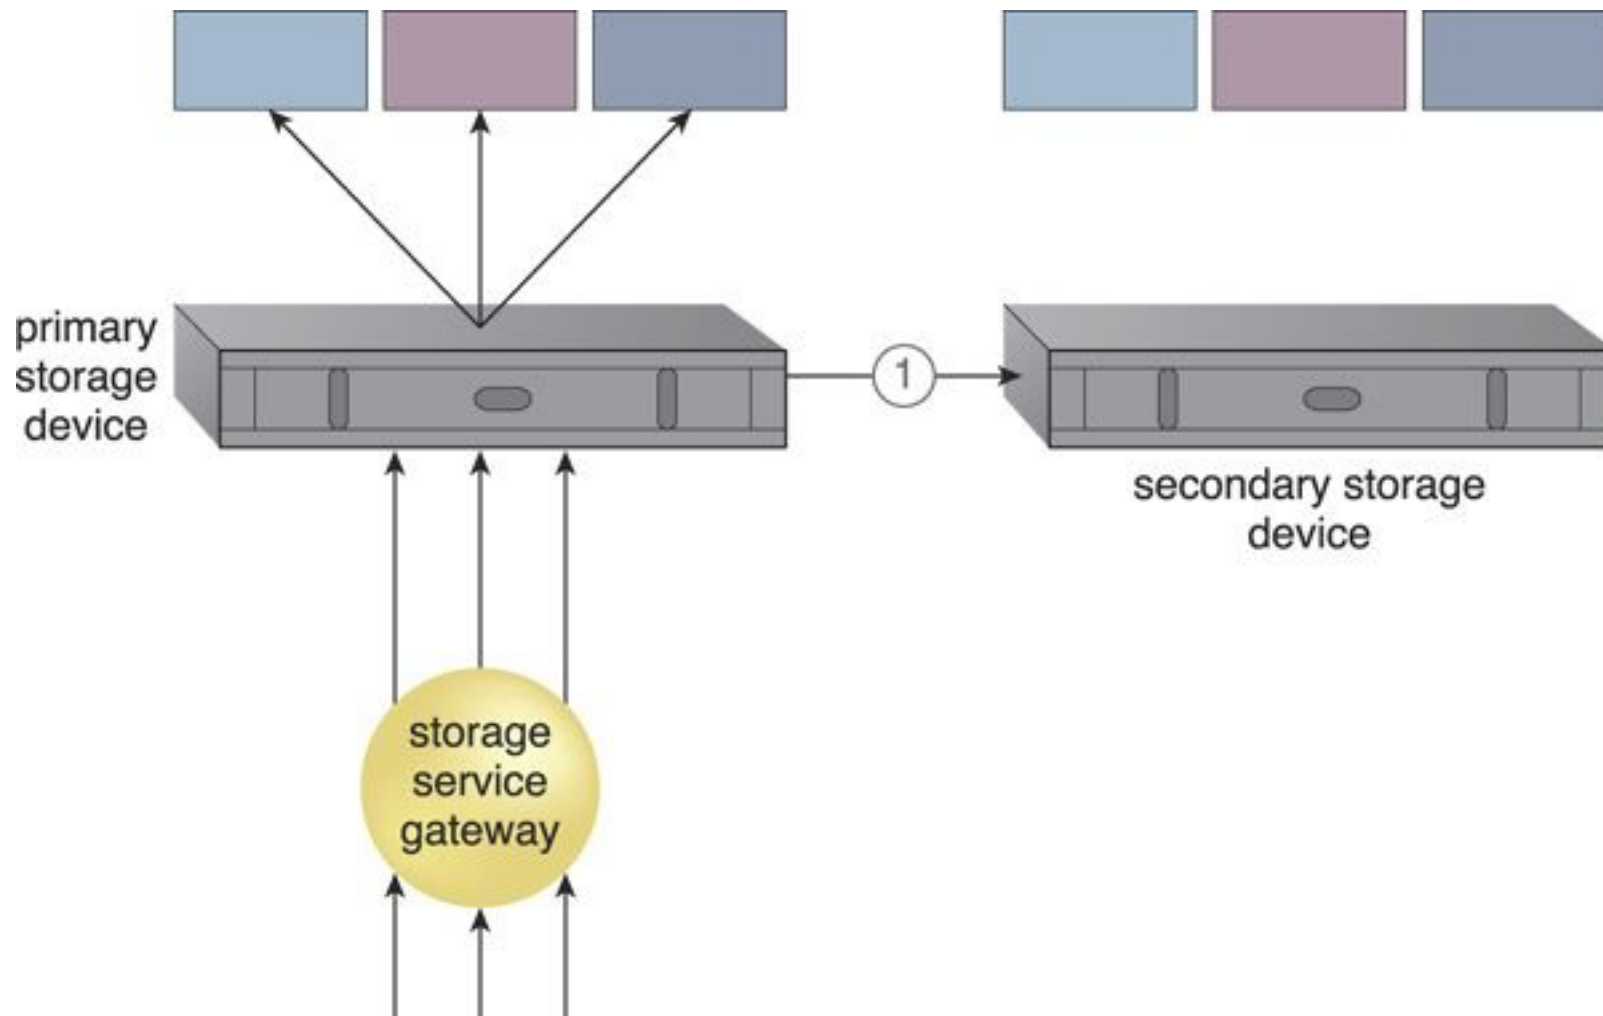 primary
storage
device
1
secondary storage
device
storage
service
gateway